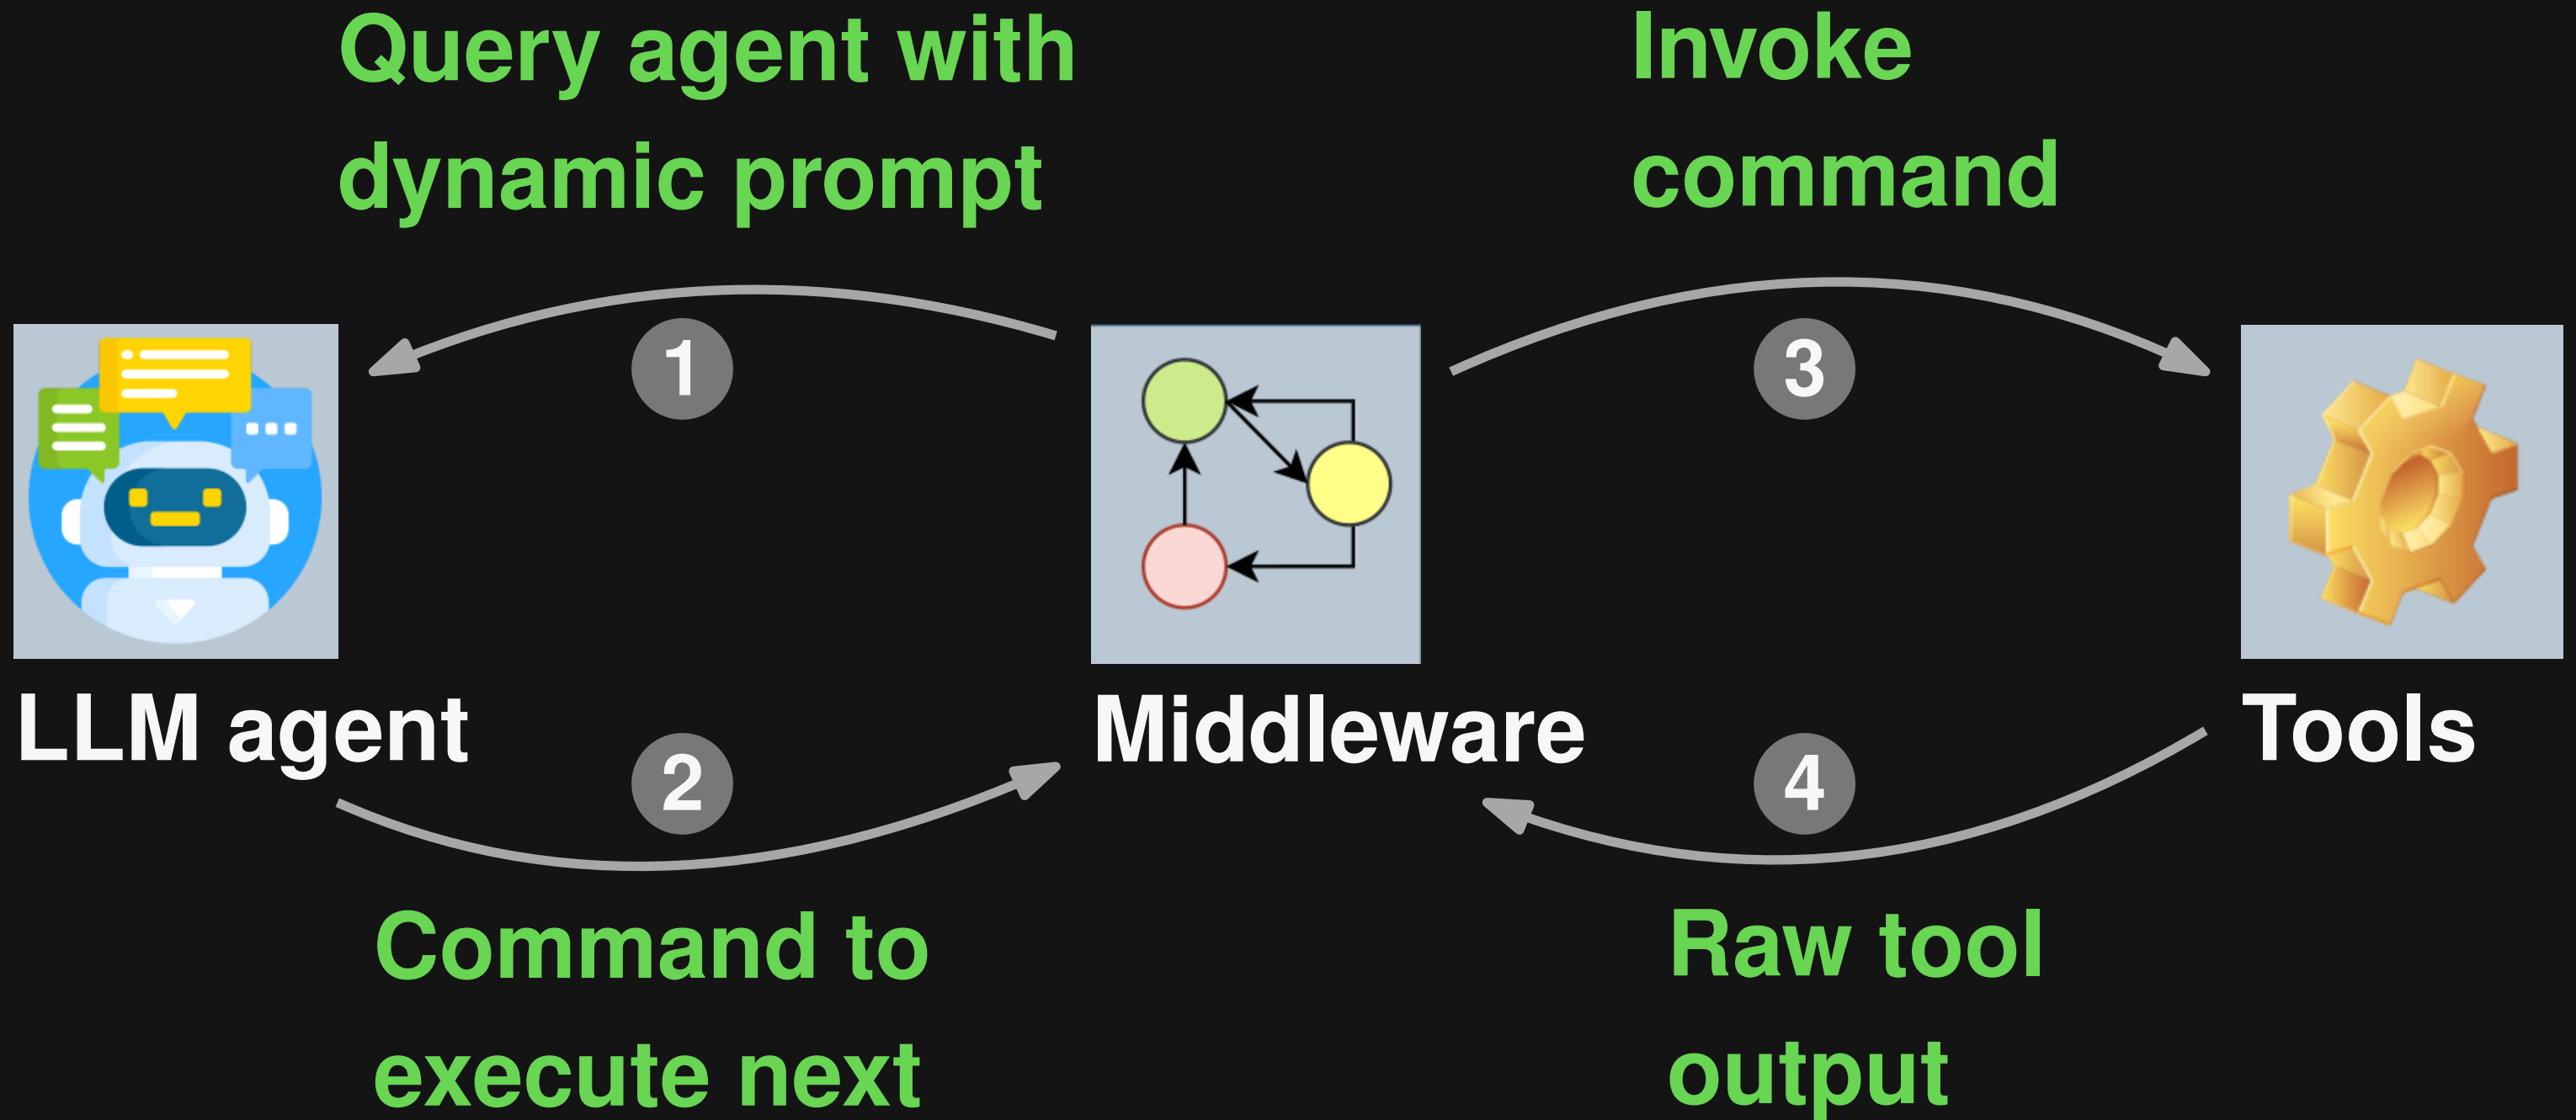 Query agent with
dynamic prompt
Invoke
command
1
3
LLM agent
Middleware
Tools
2
4
Command to
execute next
Raw tool
output